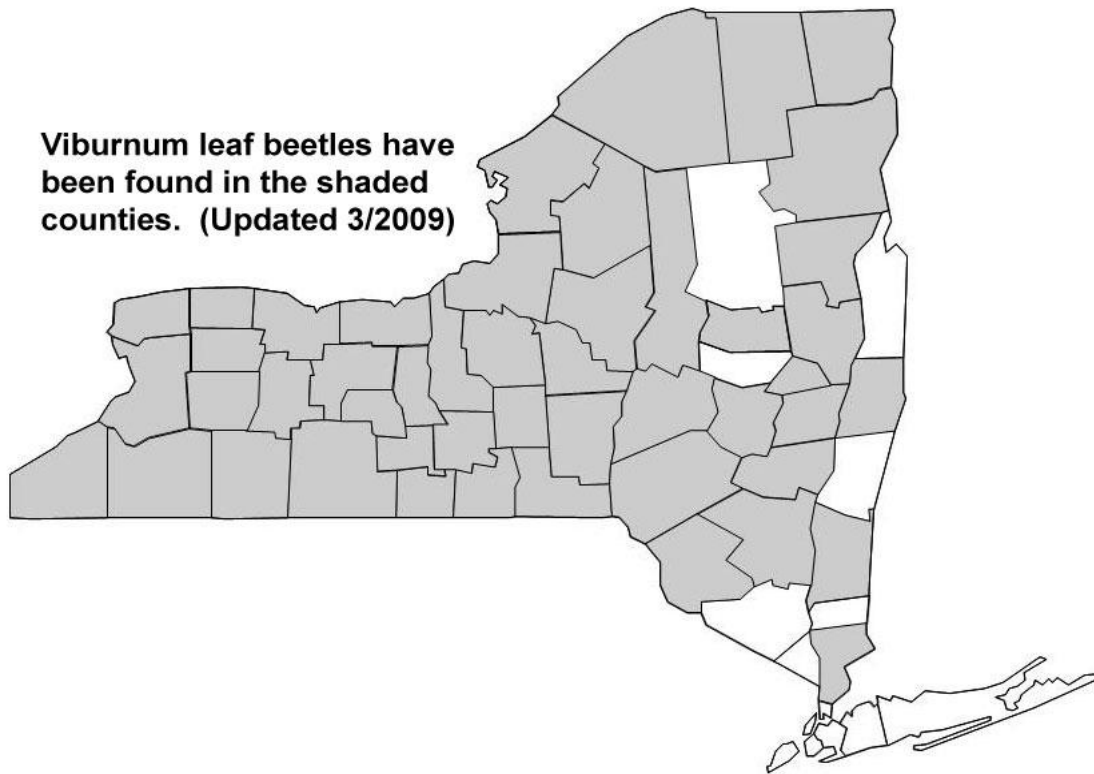 Viburnum leaf beetles have
been found in the shaded
counties.  (Updated 3/2009)